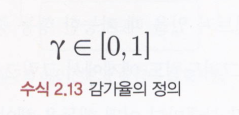 γ ∈ [0, 1]
수식 2.13 감가율의 정의